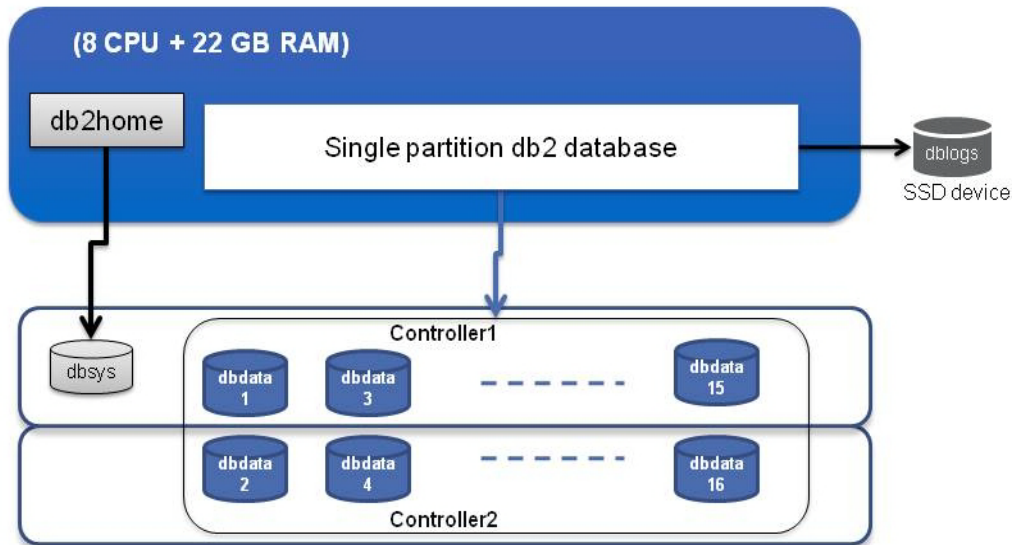 (8 CPU + 22 GB RAM)
db2home
Single partition db2 database
dblogs
SSD device
Controller1
dbsys
dbdata
1
dbdata
3
dbdata
15
dbdata
2
dbdata
4
dbdata
16
Controller2